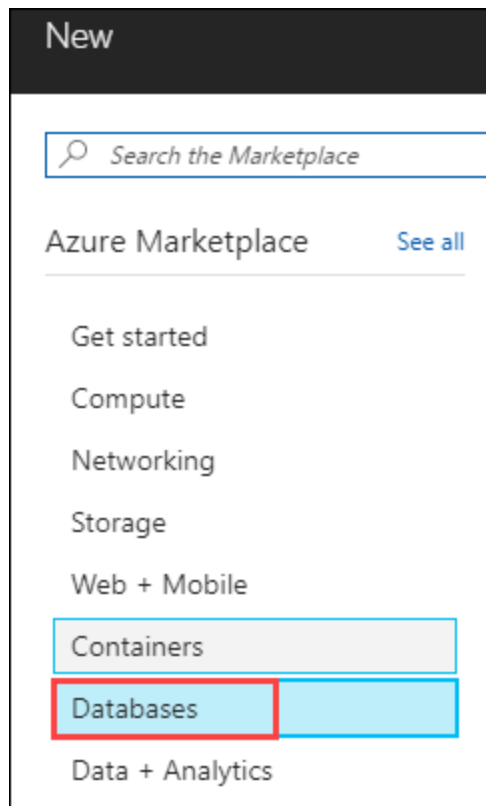 New
Search the Marketplace
Azure Marketplace See all
Get started
Compute
Networking
Storage
Web + Mobile
Containers
Databases
Data + Analytics